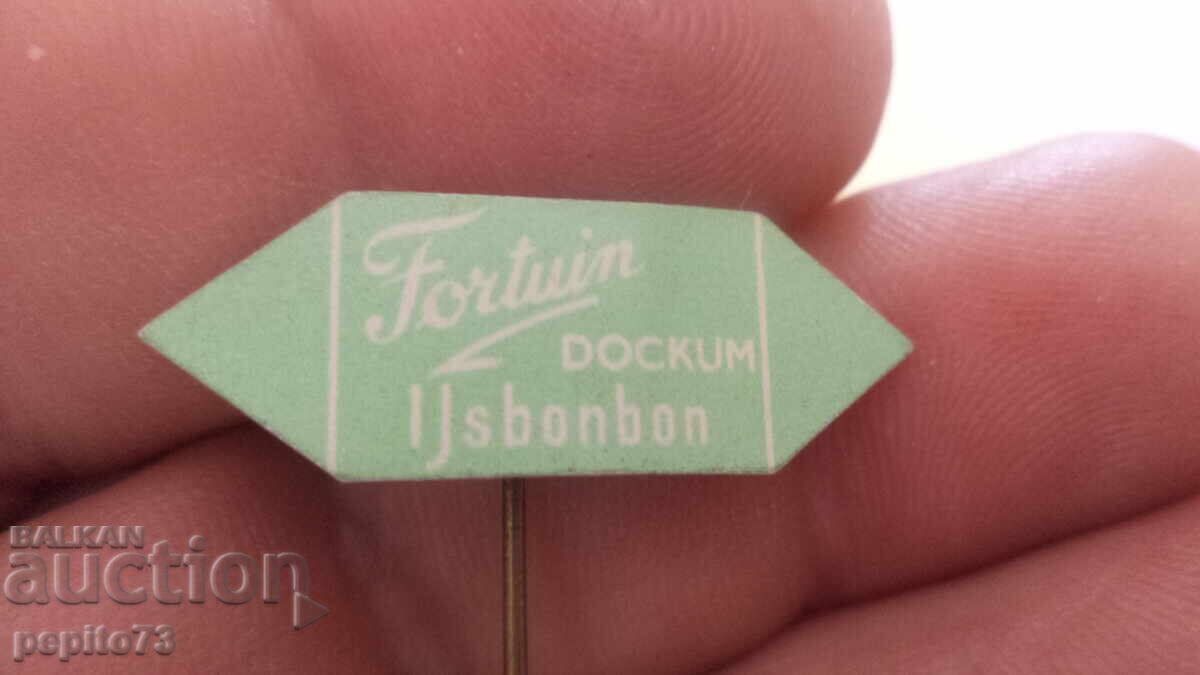 Fortuin
DOCKUM
IJsbonbon
BALKAN
auction
pepito73